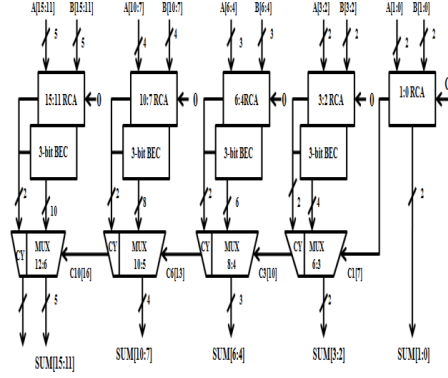 A[15:11] B[15:11] A[10:7] B[10:7] A[6:4] B[6:4] A[3:2] B[3:2] A[1:0] B[1:0]
5 5 4 4 3 3 2 2 2 2
15:11 RCA 0 10:7 RCA 0 6:4RCA 0 3:2 RCA 0 1:0 RCA C
3-bit BEC 3-bit BEC 3-bit BEC 3-bit BEC
2 10 2 8 2 6 2 4 2
CY MUX 12:6 CY MUX 10:5 CY MUX 8:4 CY MUX 6:3
C10[16] C6[13] C3[10] C1[7]
5 4 3 2
SUM[15:11] SUM[10:7] SUM[6:4] SUM[3:2] SUM[1:0]